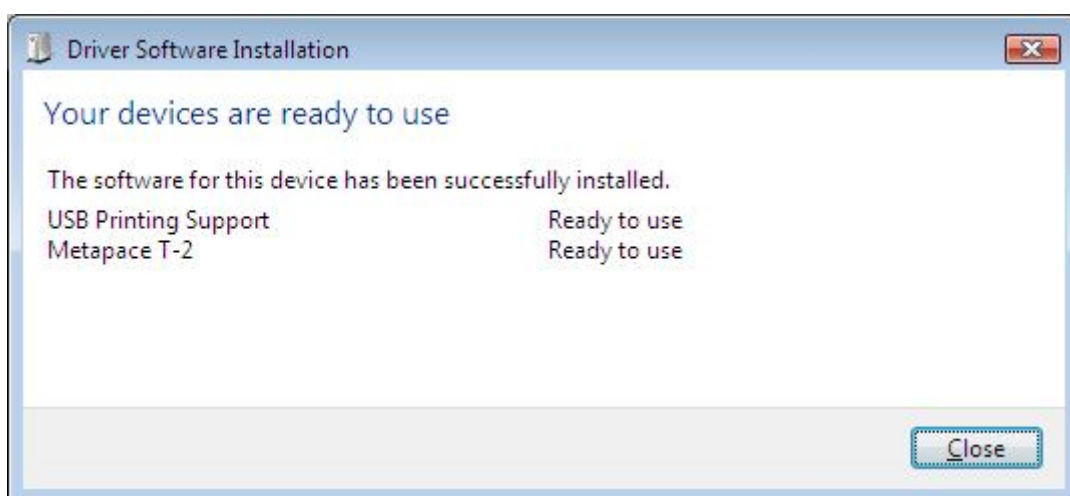 Driver Software Installation
Your devices are ready to use
The software for this device has been successfully installed.
USB Printing Support Ready to use
Metapace T-2 Ready to use
Close